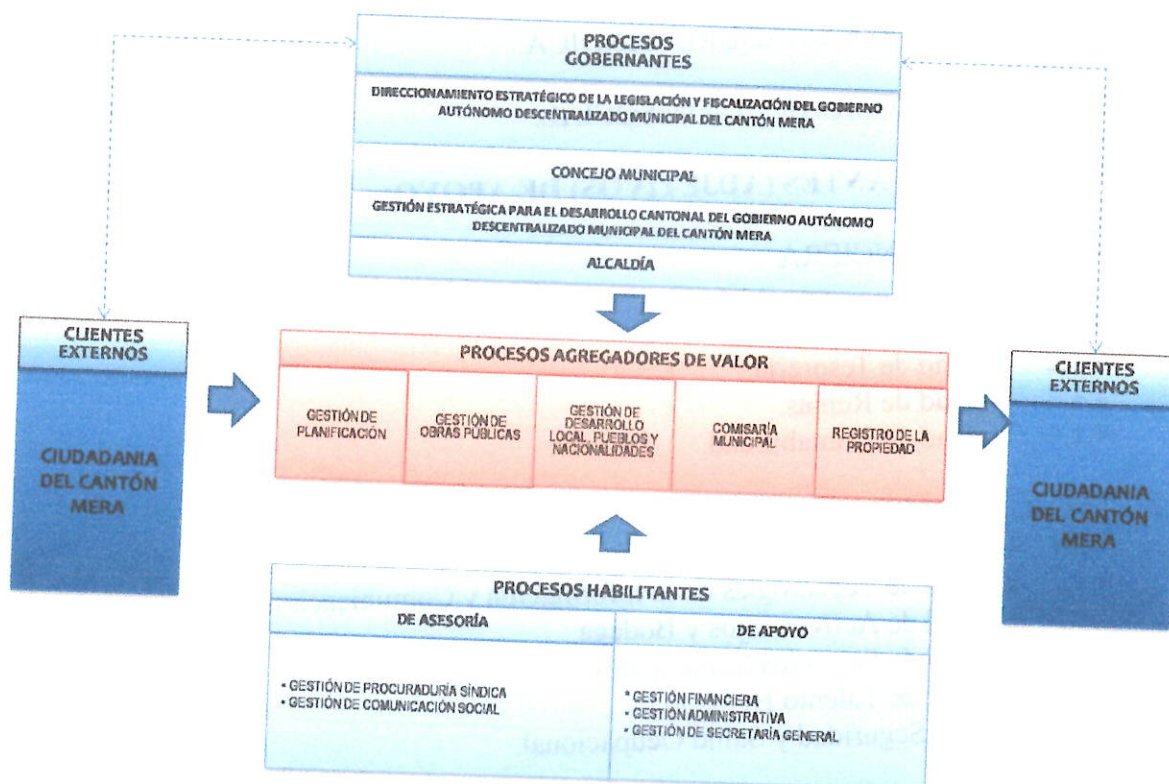 PROCESOS
GOBERNANTES
DIRECCIONAMIENTO ESTRATÉGICO DE LA LEGISLACIÓN Y FISCALIZACIÓN DEL GOBIERNO
AUTÓNOMO DESCENTRALIZADO MUNICIPAL DEL CANTÓN MERA
CONCEJO MUNICIPAL
GESTIÓN ESTRATÉGICA PARA EL DESARROLLO CANTONAL DEL GOBIERNO AUTÓNOMO
DESCENTRALIZADO MUNICIPAL DEL CANTÓN MERA
ALCALDÍA
CLIENTES
EXTERNOS
CIUDADANIA
DEL CANTÓN
MERA
PROCESOS AGREGADORES DE VALOR
GESTIÓN DE
PLANIFICACIÓN
GESTIÓN DE
OBRAS PÚBLICAS
GESTIÓN DE
DESARROLLO
LOCAL, PUEBLOS Y
NACIONALIDADES
COMISARÍA
MUNICIPAL
REGISTRO DE LA
PROPIEDAD
CLIENTES
EXTERNOS
CIUDADANIA
DEL CANTÓN
MERA
PROCESOS HABILITANTES
DE ASESORÍA
• GESTIÓN DE PROCURADURÍA SÍNDICA
• GESTIÓN DE COMUNICACIÓN SOCIAL
DE APOYO
• GESTIÓN FINANCIERA
• GESTIÓN ADMINISTRATIVA
• GESTIÓN DE SECRETARÍA GENERAL